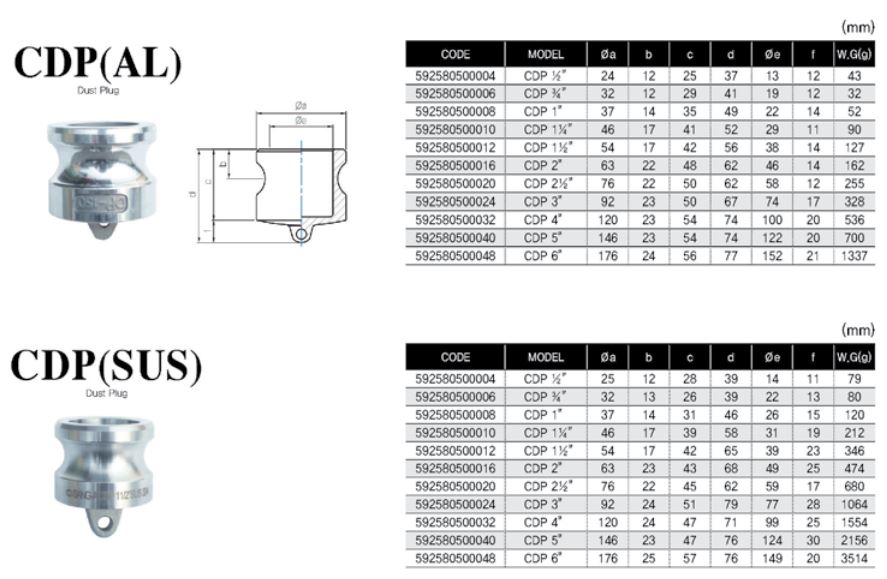 (mm)
CDP(AL)
Dust Plug
Øa
Øe
b
c
d
f
CODE MODEL Øa b c d Øe f W.G(g)
592580500004 CDP ½" 24 12 25 37 13 12 43
592580500006 CDP ¾" 32 12 29 41 19 12 32
592580500008 CDP 1" 37 14 35 49 22 14 52
592580500010 CDP 1¼" 46 17 41 52 29 11 90
592580500012 CDP 1½" 54 17 42 56 38 14 127
592580500016 CDP 2" 63 22 48 62 46 14 162
592580500020 CDP 2½" 76 22 50 62 58 12 255
592580500024 CDP 3" 92 23 50 67 74 17 328
592580500032 CDP 4" 120 23 54 74 100 20 536
592580500040 CDP 5" 146 23 54 74 122 20 700
592580500048 CDP 6" 176 24 56 77 152 21 1337
(mm)
CDP(SUS)
Dust Plug
CODE MODEL Øa b c d Øe f W.G(g)
592580500004 CDP ½" 25 12 28 39 14 11 79
592580500006 CDP ¾" 32 13 26 39 22 13 80
592580500008 CDP 1" 37 14 31 46 26 15 120
592580500010 CDP 1¼" 46 17 39 58 31 19 212
592580500012 CDP 1½" 54 17 42 65 39 23 346
592580500016 CDP 2" 63 23 43 68 49 25 474
592580500020 CDP 2½" 76 22 45 62 59 17 680
592580500024 CDP 3" 92 24 51 79 77 28 1064
592580500032 CDP 4" 120 24 47 71 99 25 1554
592580500040 CDP 5" 146 23 47 76 124 30 2156
592580500048 CDP 6" 176 25 57 76 149 20 3514